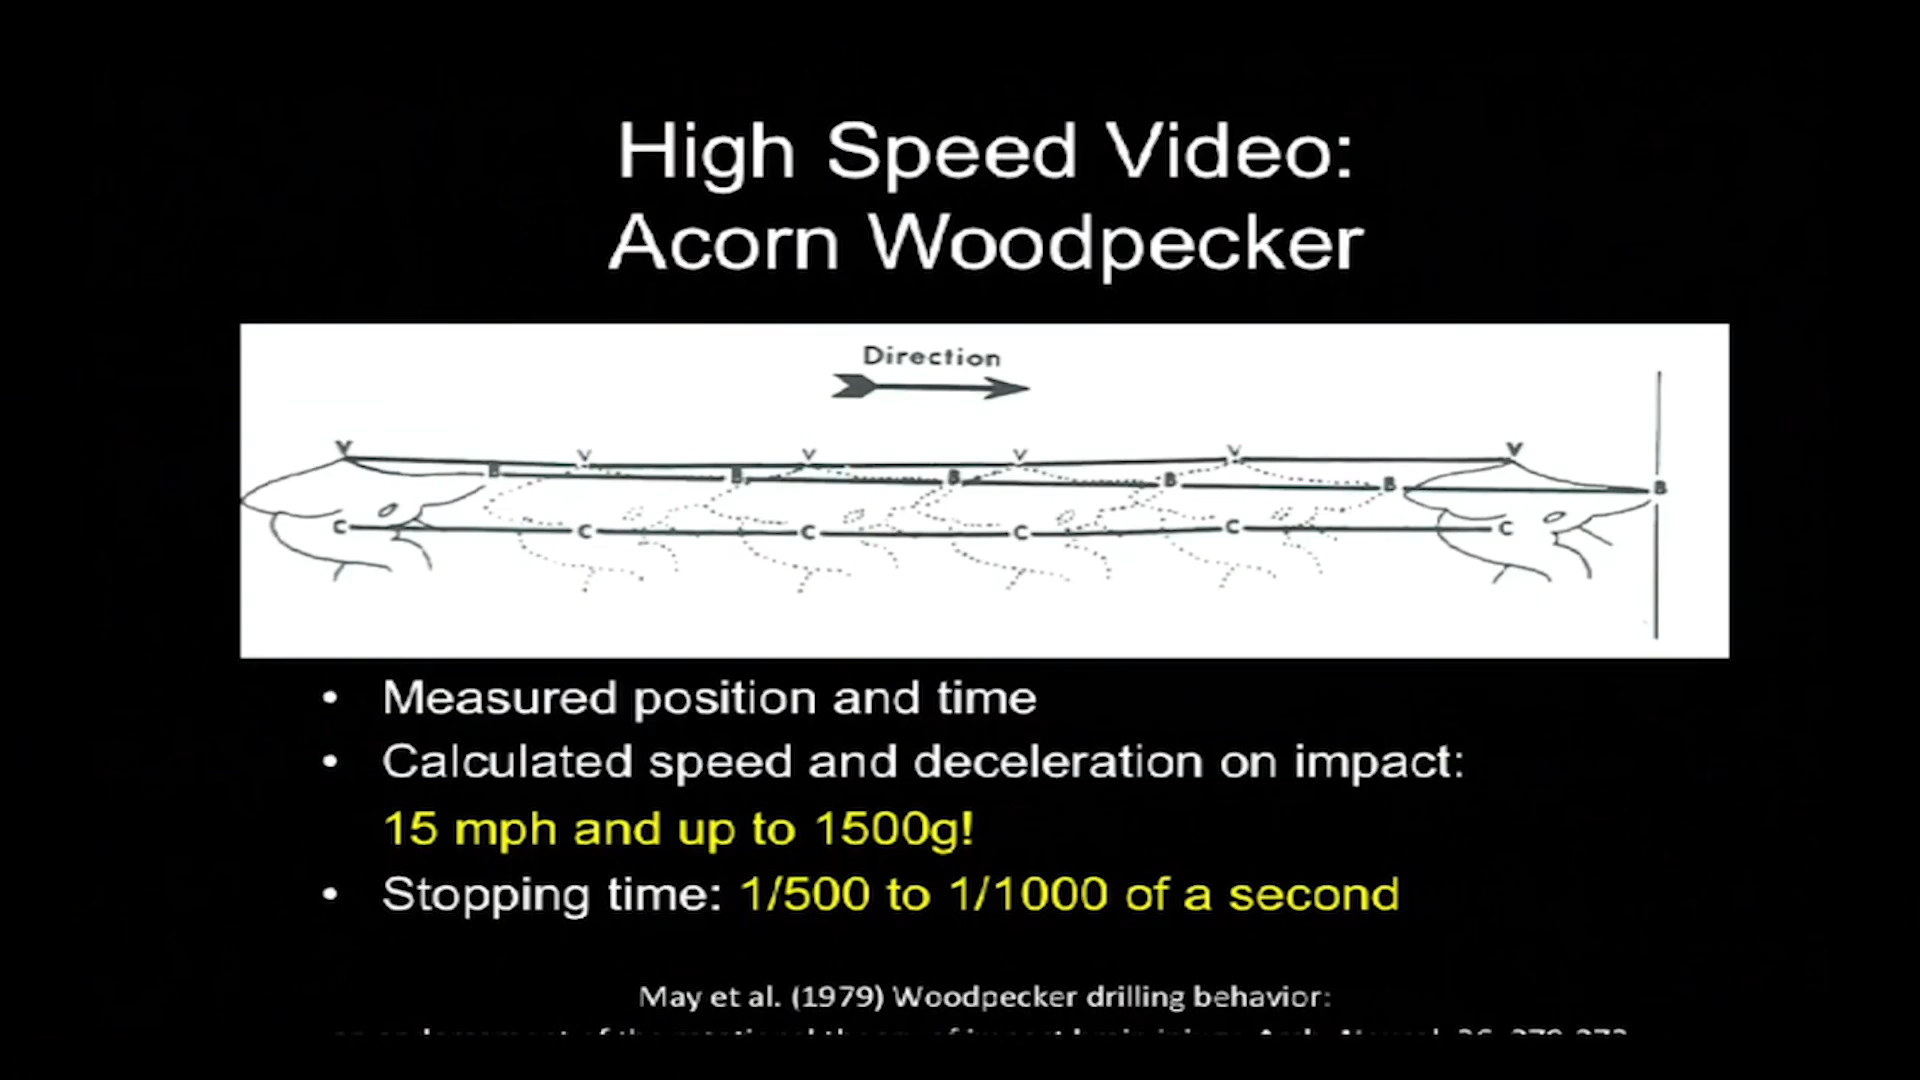 High Speed Video:
Acorn Woodpecker
Direction
V V V V V V
B B B B B B
C C C C C C
• Measured position and time
• Calculated speed and deceleration on impact:
15 mph and up to 1500g!
• Stopping time: 1/500 to 1/1000 of a second
May et al. (1979) Woodpecker drilling behavior: